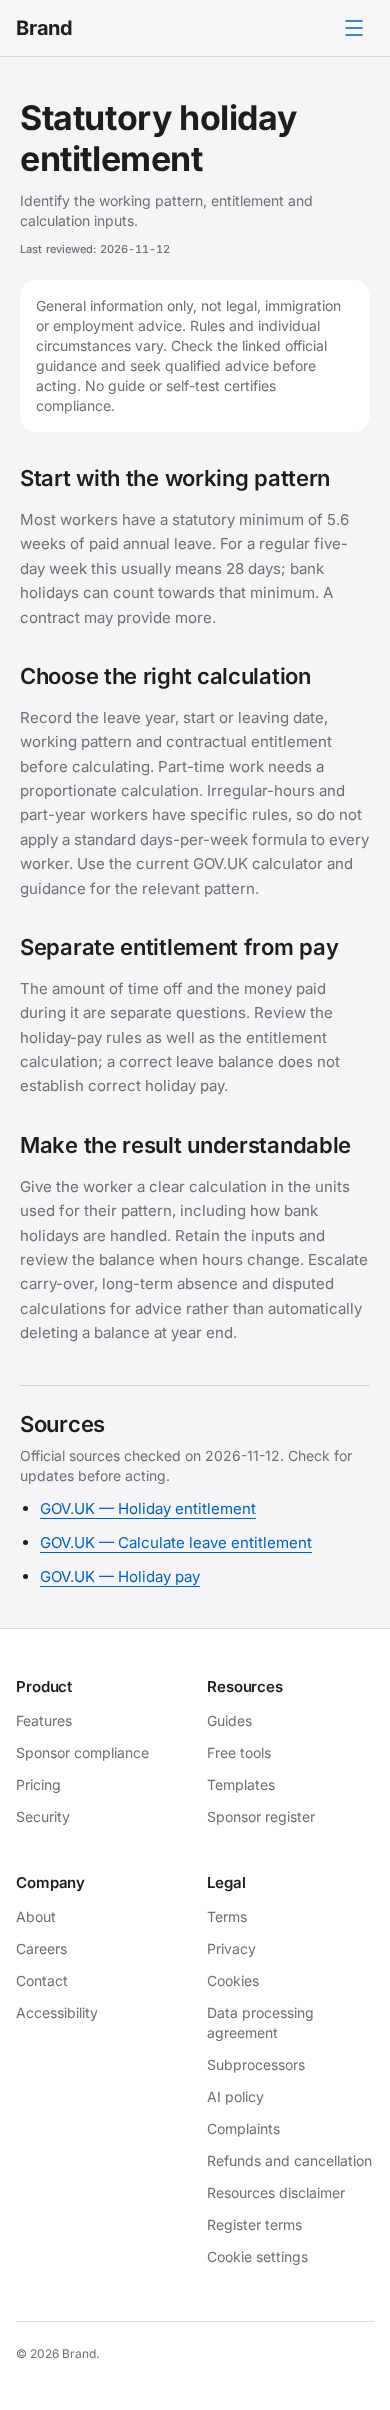 Brand
Statutory holiday
entitlement
Identify the working pattern, entitlement and
calculation inputs.
Last reviewed: 2026-11-12
General information only, not legal, immigration
or employment advice. Rules and individual
circumstances vary. Check the linked official
guidance and seek qualified advice before
acting. No guide or self-test certifies
compliance.
Start with the working pattern
Most workers have a statutory minimum of 5.6
weeks of paid annual leave. For a regular five-
day week this usually means 28 days; bank
holidays can count towards that minimum. A
contract may provide more.
Choose the right calculation
Record the leave year, start or leaving date,
working pattern and contractual entitlement
before calculating. Part-time work needs a
proportionate calculation. Irregular-hours and
part-year workers have specific rules, so do not
apply a standard days-per-week formula to every
worker. Use the current GOV.UK calculator and
guidance for the relevant pattern.
Separate entitlement from pay
The amount of time off and the money paid
during it are separate questions. Review the
holiday-pay rules as well as the entitlement
calculation; a correct leave balance does not
establish correct holiday pay.
Make the result understandable
Give the worker a clear calculation in the units
used for their pattern, including how bank
holidays are handled. Retain the inputs and
review the balance when hours change. Escalate
carry-over, long-term absence and disputed
calculations for advice rather than automatically
deleting a balance at year end.
Sources
Official sources checked on 2026-11-12. Check for
updates before acting.
• GOV.UK — Holiday entitlement
• GOV.UK — Calculate leave entitlement
• GOV.UK — Holiday pay
Product
Features
Sponsor compliance
Pricing
Security
Resources
Guides
Free tools
Templates
Sponsor register
Company
About
Careers
Contact
Accessibility
Legal
Terms
Privacy
Cookies
Data processing
agreement
Subprocessors
AI policy
Complaints
Refunds and cancellation
Resources disclaimer
Register terms
Cookie settings
© 2026 Brand.